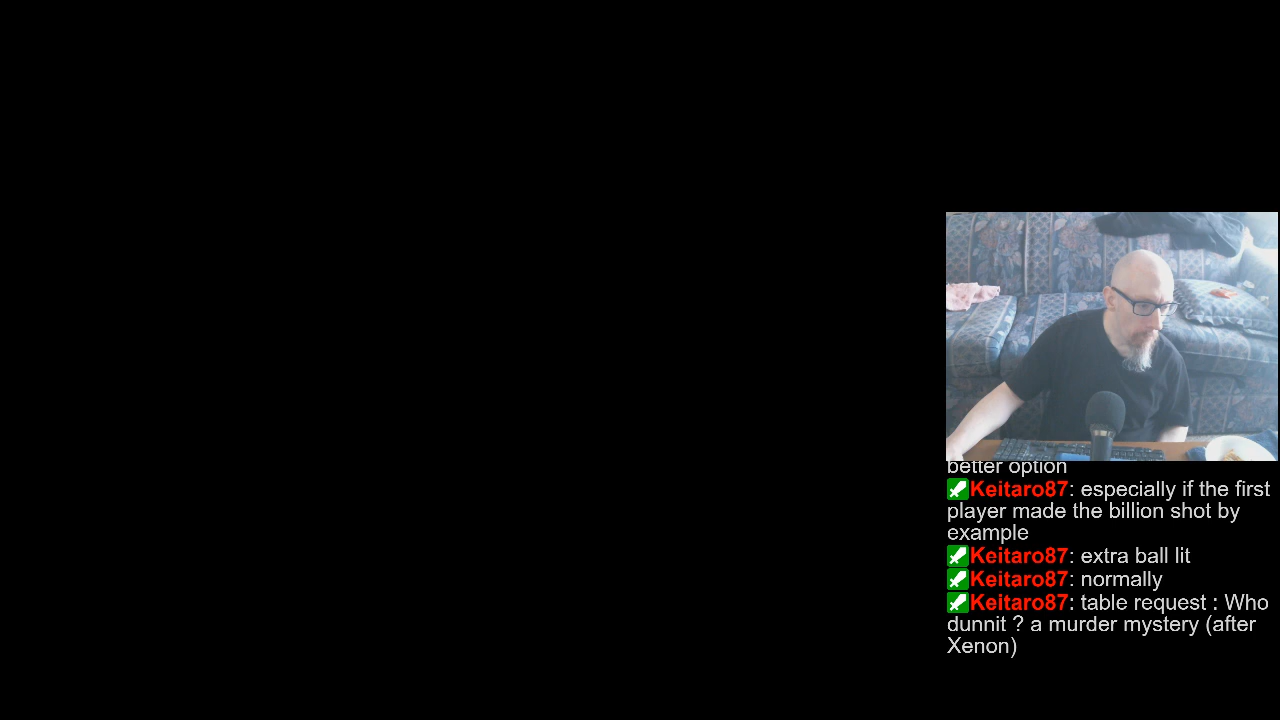 better option
Keitaro87: especially if the first
player made the billion shot by
example
Keitaro87: extra ball lit
Keitaro87: normally
Keitaro87: table request : Who
dunnit ? a murder mystery (after
Xenon)